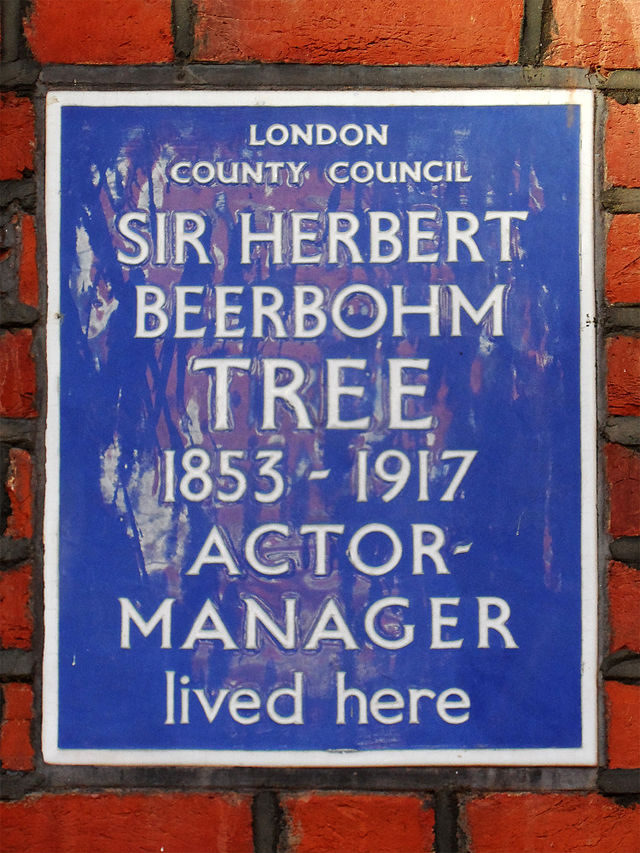 LONDON
COUNTY COUNCIL
SIR HERBERT
BEERBOHM
TREE
1853 - 1917
ACTOR-
MANAGER
lived here